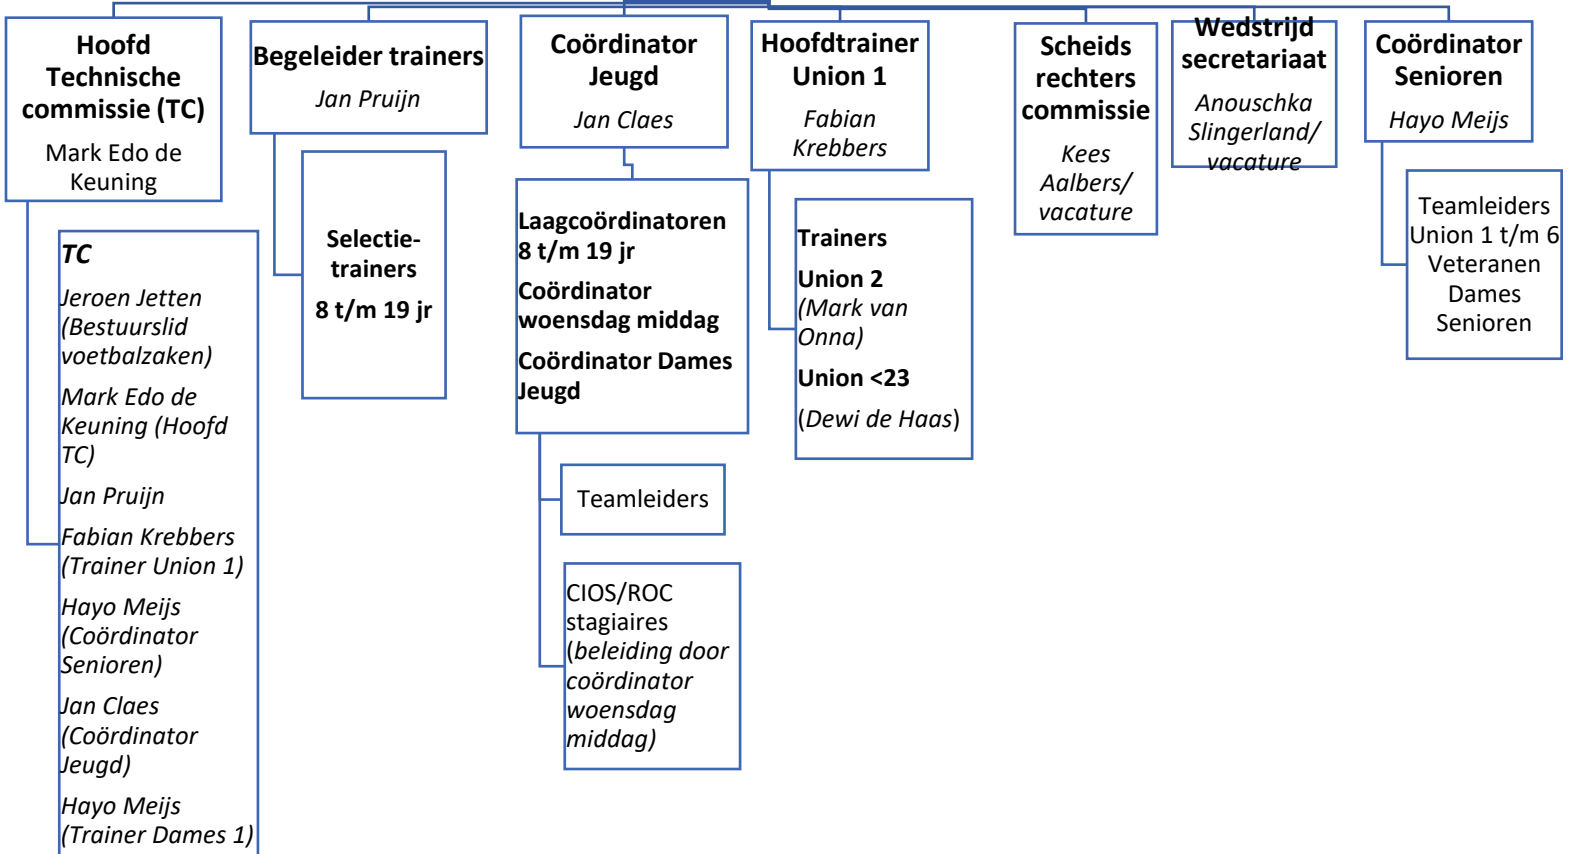 Hoofd
Technische
commissie (TC)
Mark Edo de
Keuning
TC
Jeroen Jetten
(Bestuurslid
voetbalzaken)
Mark Edo de
Keuning (Hoofd
TC)
Jan Pruijn
Fabian Krebbers
(Trainer Union 1)
Hayo Meijs
(Coördinator
Senioren)
Jan Claes
(Coördinator
Jeugd)
Hayo Meijs
(Trainer Dames 1)
Begeleider trainers
Jan Pruijn
Selectie-
trainers
8 t/m 19 jr
Coördinator
Jeugd
Jan Claes
Laagcoördinatoren
8 t/m 19 jr
Coördinator
woensdag middag
Coördinator Dames
Jeugd
Teamleiders
CIOS/ROC
stagiaires
(beleiding door
coördinator
woensdag
middag)
Hoofdtrainer
Union 1
Fabian
Krebbers
Trainers
Union 2
(Mark van
Onna)
Union <23
(Dewi de Haas)
Scheids
rechters
commissie
Kees
Aalbers/
vacature
Wedstrijd
secretariaat
Anouschka
Slingerland/
vacature
Coördinator
Senioren
Hayo Meijs
Teamleiders
Union 1 t/m 6
Veteranen
Dames
Senioren